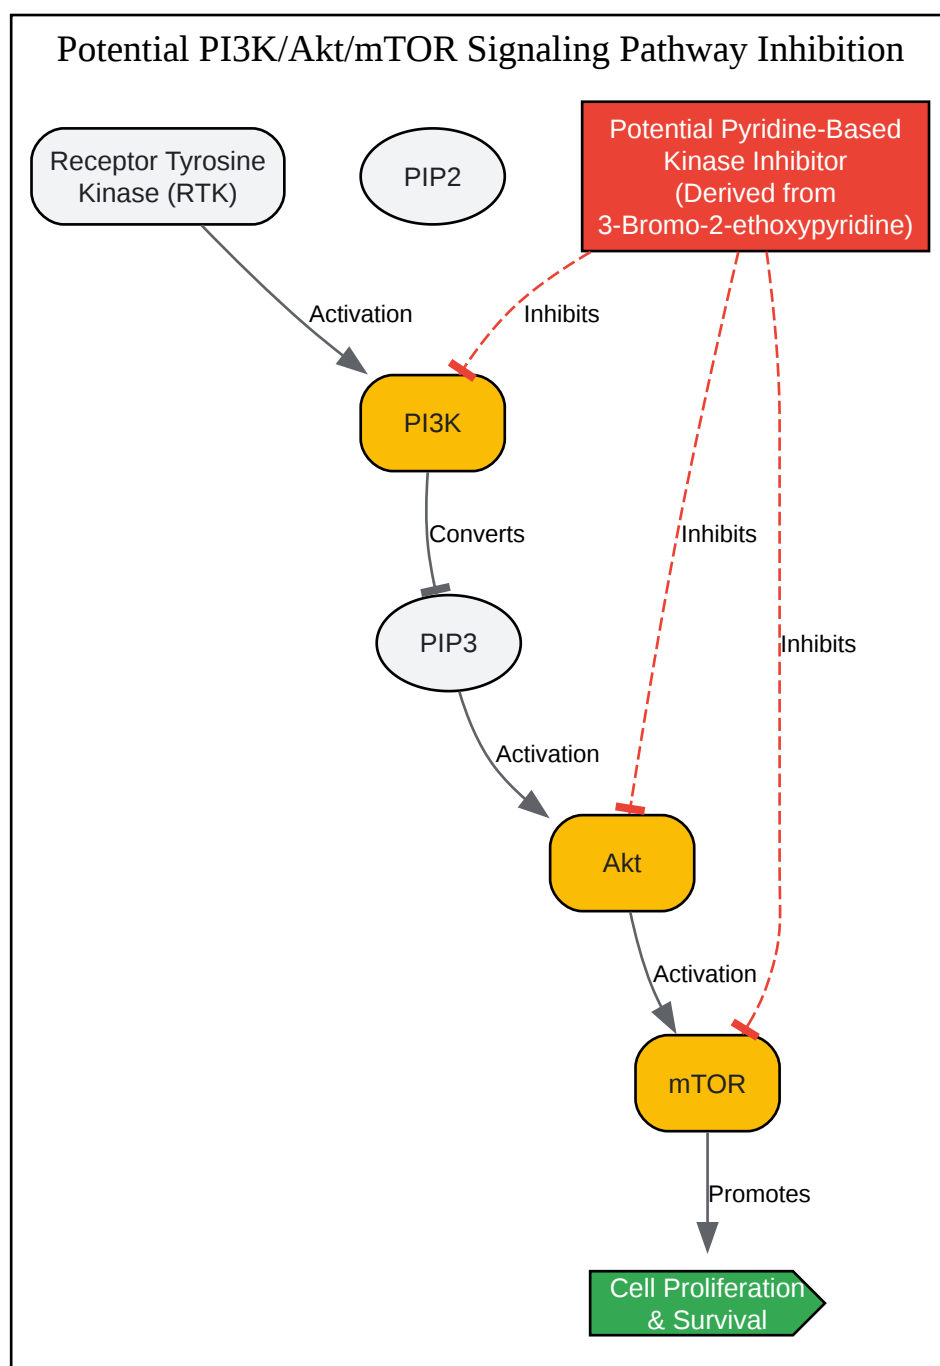 Potential PI3K/Akt/mTOR Signaling Pathway Inhibition
Receptor Tyrosine
Kinase (RTK)
PIP2
Potential Pyridine-Based
Kinase Inhibitor
(Derived from
3-Bromo-2-ethoxypyridine)
Activation
Inhibits
PI3K
Converts
Inhibits
PIP3
Inhibits
Activation
Akt
Activation
mTOR
Promotes
Cell Proliferation
& Survival